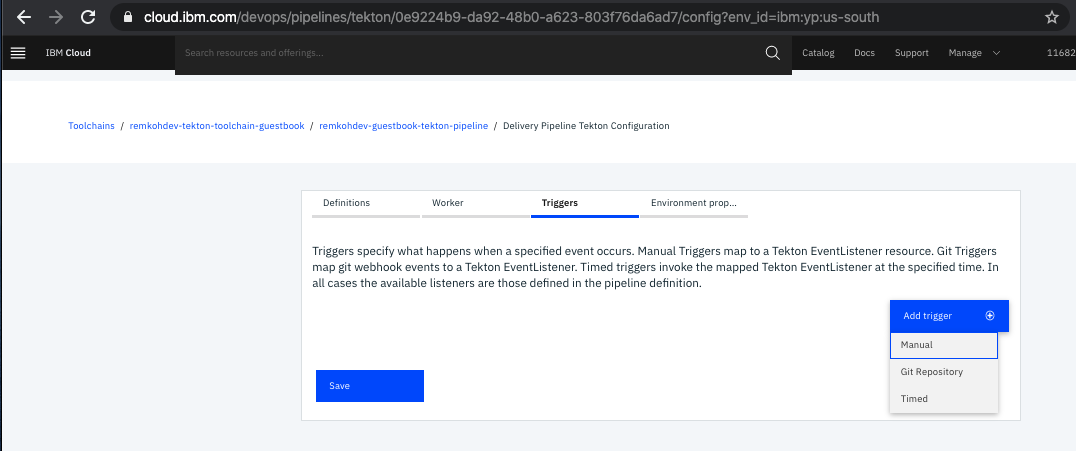 cloud.ibm.com/devops/pipelines/tekton/0e9224b9-da92-48b0-a623-803f76da6ad7/config?env_id=ibm:yp:us-south
IBM Cloud
Search resources and offerings...
Catalog
Docs
Support
Manage
11682
Toolchains / remkohdev-tekton-toolchain-guestbook / remkohdev-guestbook-tekton-pipeline / Delivery Pipeline Tekton Configuration
Definitions
Worker
Triggers
Environment prop...
Triggers specify what happens when a specified event occurs. Manual Triggers map to a Tekton EventListener resource. Git Triggers
map git webhook events to a Tekton EventListener. Timed triggers invoke the mapped Tekton EventListener at the specified time. In
all cases the available listeners are those defined in the pipeline definition.
Add trigger
Manual
Git Repository
Timed
Save